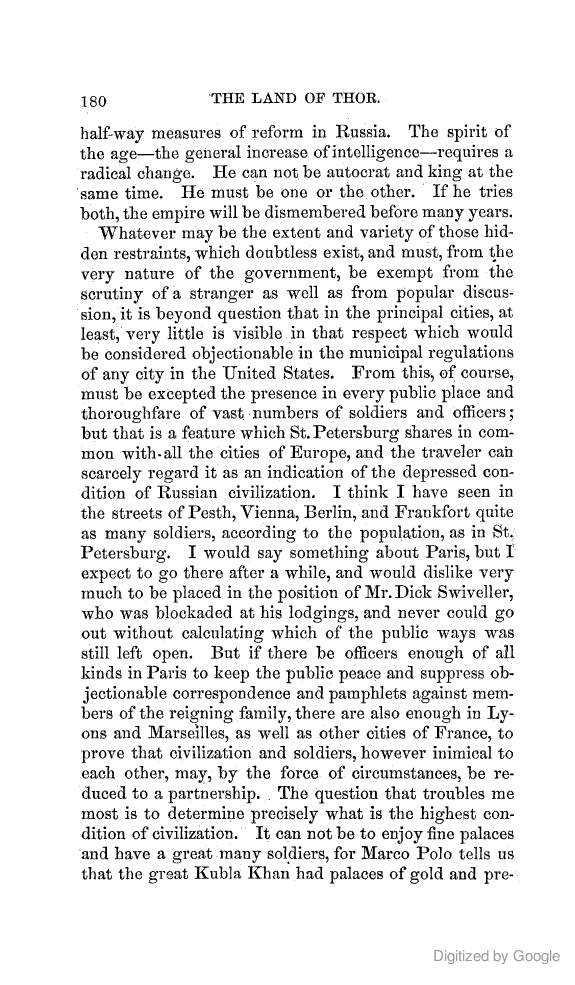 180 THE LAND OF THOR.
half-way measures of reform in Russia. The spirit of
the age—the general increase of intelligence—requires a
radical change. He can not be autocrat and king at the
same time. He must be one or the other. If he tries
both, the empire will be dismembered before many years.
Whatever may be the extent and variety of those hid-
den restraints, which doubtless exist, and must, from the
very nature of the government, be exempt from the
scrutiny of a stranger as well as from popular discus-
sion, it is beyond question that in the principal cities, at
least, very little is visible in that respect which would
be considered objectionable in the municipal regulations
of any city in the United States. From this, of course,
must be excepted the presence in every public place and
thoroughfare of vast numbers of soldiers and officers;
but that is a feature which St. Petersburg shares in com-
mon with all the cities of Europe, and the traveler can
scarcely regard it as an indication of the depressed con-
dition of Russian civilization. I think I have seen in
the streets of Pesth, Vienna, Berlin, and Frankfort quite
as many soldiers, according to the population, as in St.
Petersburg. I would say something about Paris, but I
expect to go there after a while, and would dislike very
much to be placed in the position of Mr. Dick Swiveller,
who was blockaded at his lodgings, and never could go
out without calculating which of the public ways was
still left open. But if there be officers enough of all
kinds in Paris to keep the public peace and suppress ob-
jectionable correspondence and pamphlets against mem-
bers of the reigning family, there are also enough in Ly-
ons and Marseilles, as well as other cities of France, to
prove that civilization and soldiers, however inimical to
each other, may, by the force of circumstances, be re-
duced to a partnership. The question that troubles me
most is to determine precisely what is the highest con-
dition of civilization. It can not be to enjoy fine palaces
and have a great many soldiers, for Marco Polo tells us
that the great Kubla Khan had palaces of gold and pre-
Digitized by Google